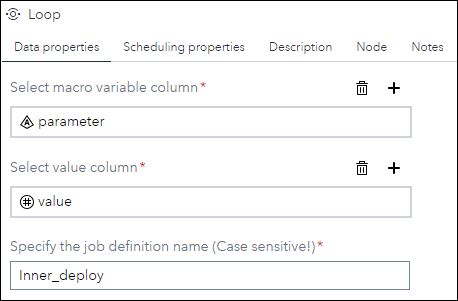 Loop
Data properties Scheduling properties Description Node Notes
Select macro variable column*
parameter
Select value column*
value
Specify the job definition name (Case sensitive!)*
Inner_deploy